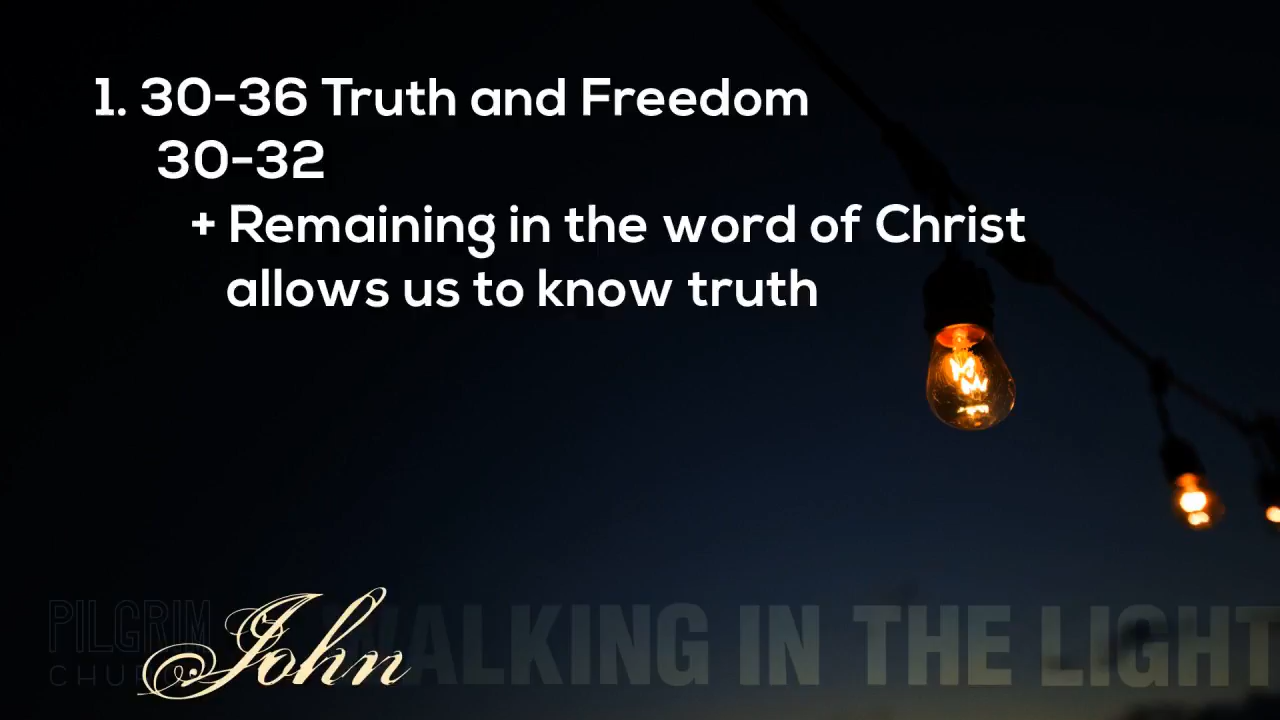 1. 30-36 Truth and Freedom
30-32
+ Remaining in the word of Christ
allows us to know truth
PILGRIM
John
WALKING IN THE LIGHT